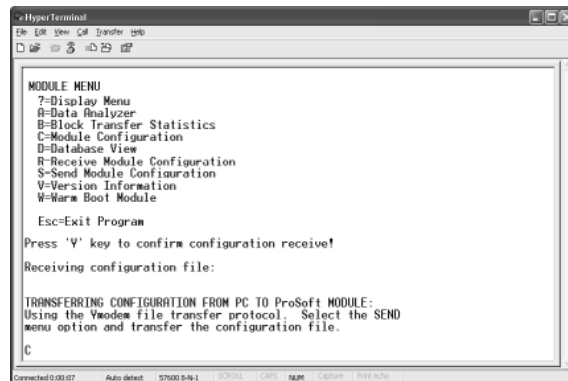 HyperTerminal
File Edit View Call Transfer Help
MODULE MENU
?=Display Menu
A=Data Analyzer
B=Block Transfer Statistics
C=Module Configuration
D=Database View
R=Receive Module Configuration
S=Send Module Configuration
V=Version Information
W=Warm Boot Module
Esc=Exit Program
Press 'Y' key to confirm configuration receive!
Receiving configuration file:
TRANSFERRING CONFIGURATION FROM PC TO ProSoft MODULE:
Using the Ymodem file transfer protocol. Select the SEND
menu option and transfer the configuration file.
C
Connected 0:00:07 Auto detect 57600 8-N-1 SCROLL CAPS NUM Capture Print echo